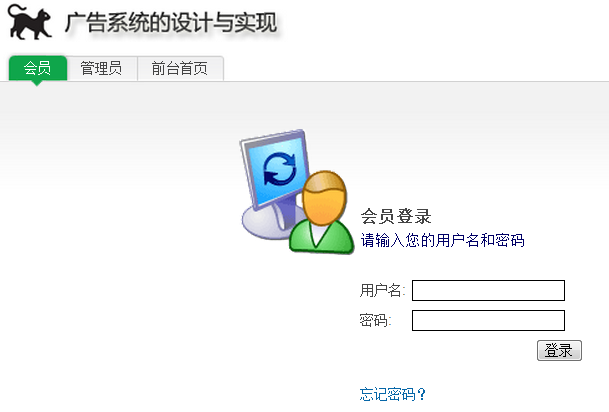 广告系统的设计与实现
会员 管理员 前台首页
会员登录
请输入您的用户名和密码
用户名:
密码:
登录
忘记密码?